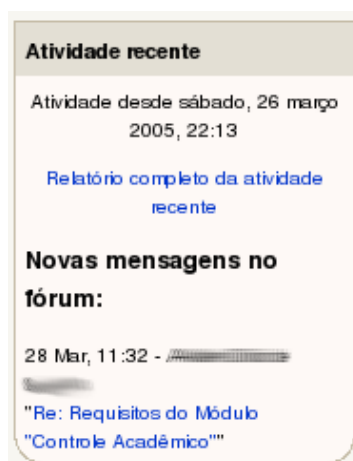 Atividade recente
Atividade desde sábado, 26 março
2005, 22:13
Relatório completo da atividade
recente
Novas mensagens no
fórum:
28 Mar, 11:32 -
"Re: Requisitos do Módulo
"Controle Acadêmico""